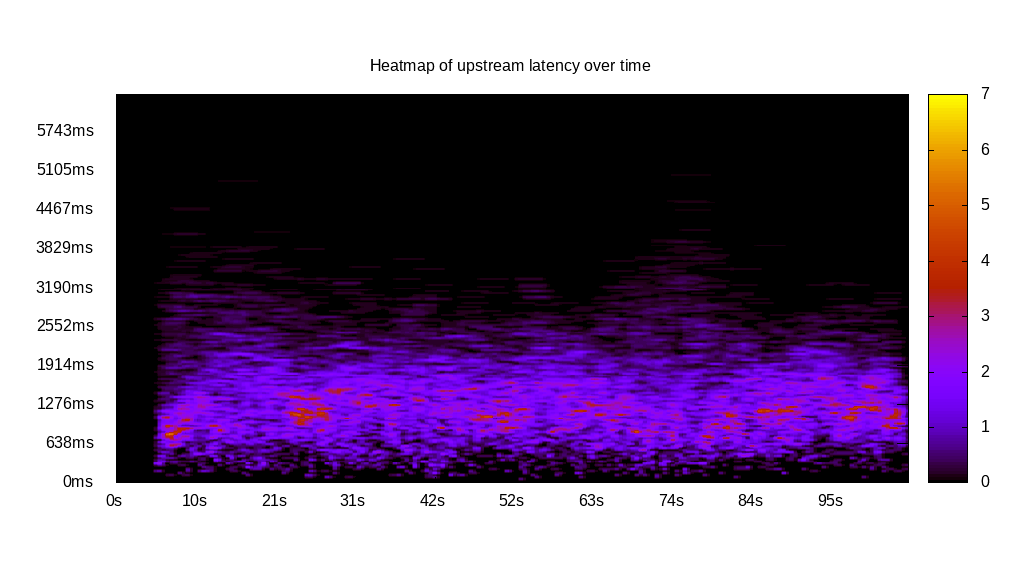 Heatmap of upstream latency over time
5743ms
5105ms
4467ms
3829ms
3190ms
2552ms
1914ms
1276ms
638ms
0ms
0s 10s 21s 31s 42s 52s 63s 74s 84s 95s
7
6
5
4
3
2
1
0